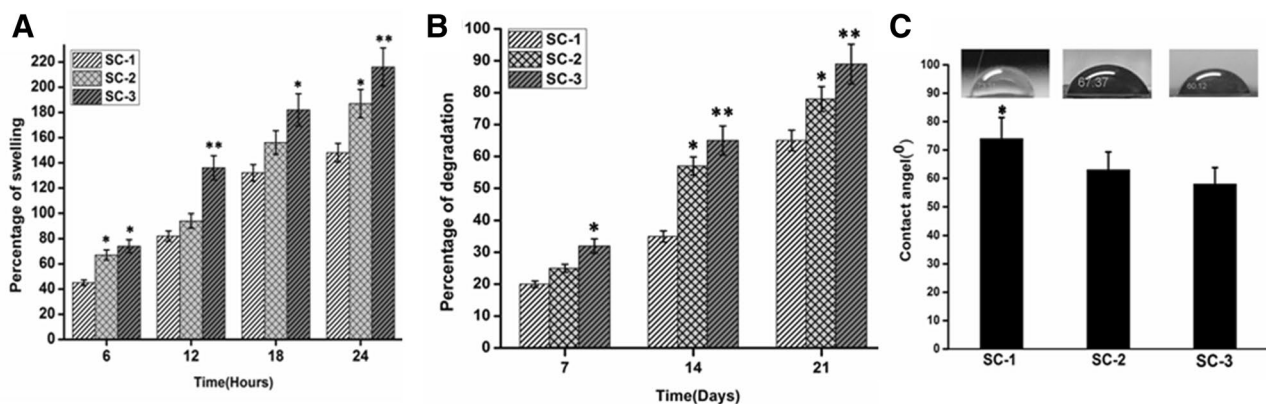 A
Percentage of swelling
220
200
180
160
140
120
100
80
60
40
20
0
SC-1
SC-2
SC-3
* *
**
*
* **
6 12 18 24
Time(Hours)
B
Percentage of degradation
100
90
80
70
60
50
40
30
20
10
0
SC-1
SC-2
SC-3
*
* **
* **
7 14 21
Time(Days)
C
Contact angel(⁰)
100
90
80
70
60
50
40
30
20
10
0
67.37
60.12
*
SC-1 SC-2 SC-3